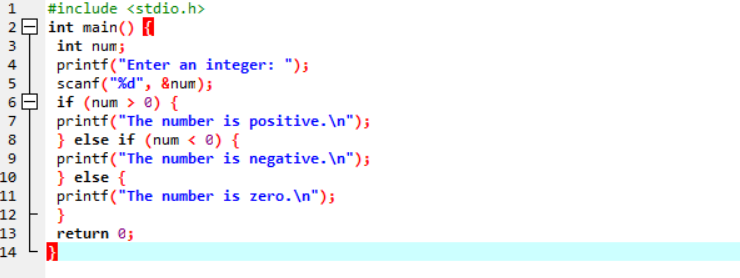 1 #include <stdio.h>
2 int main() {
3 int num;
4 printf("Enter an integer: ");
5 scanf("%d", &num);
6 if (num > 0) {
7 printf("The number is positive.\n");
8 } else if (num < 0) {
9 printf("The number is negative.\n");
10 } else {
11 printf("The number is zero.\n");
12 }
13 return 0;
14 }